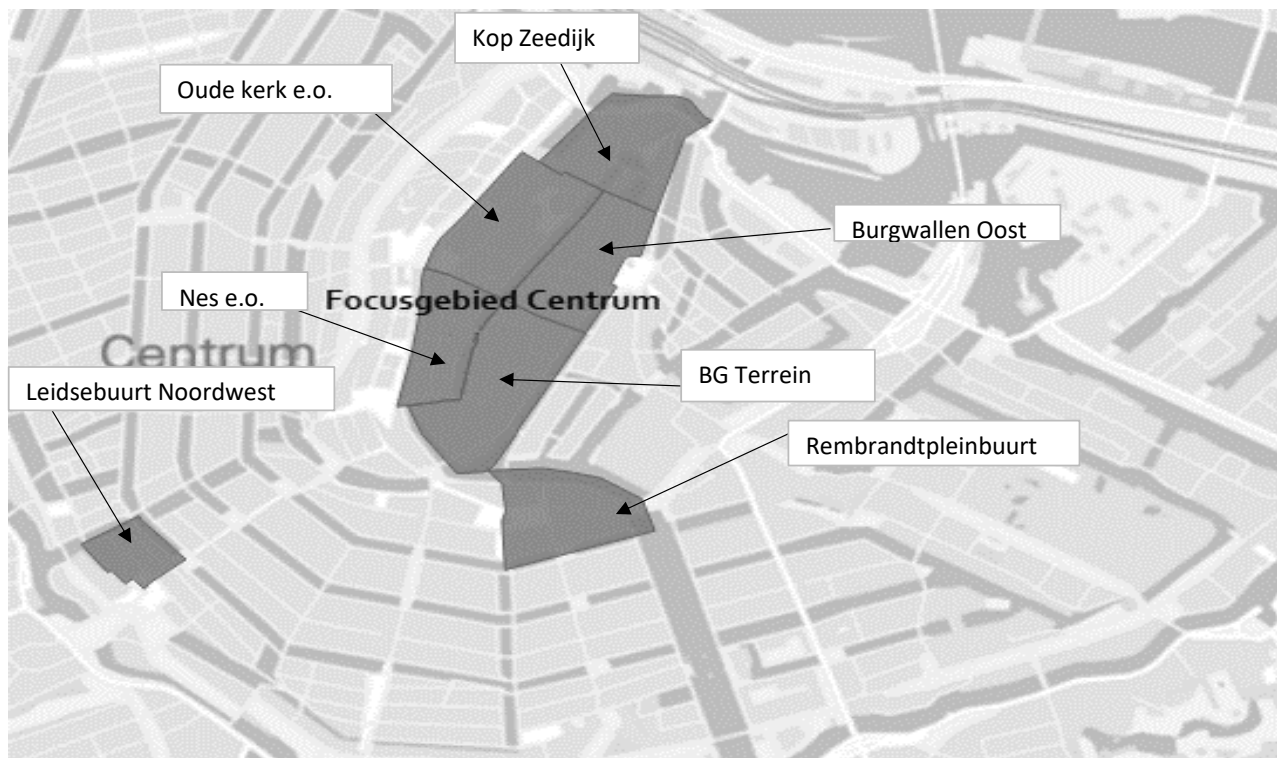 Kop Zeedijk
Oude kerk e.o.
Burgwallen Oost
Nes e.o.
Focusgebied Centrum
Centrum
BG Terrein
Leidsebuurt Noordwest
Rembrandtpleinbuurt